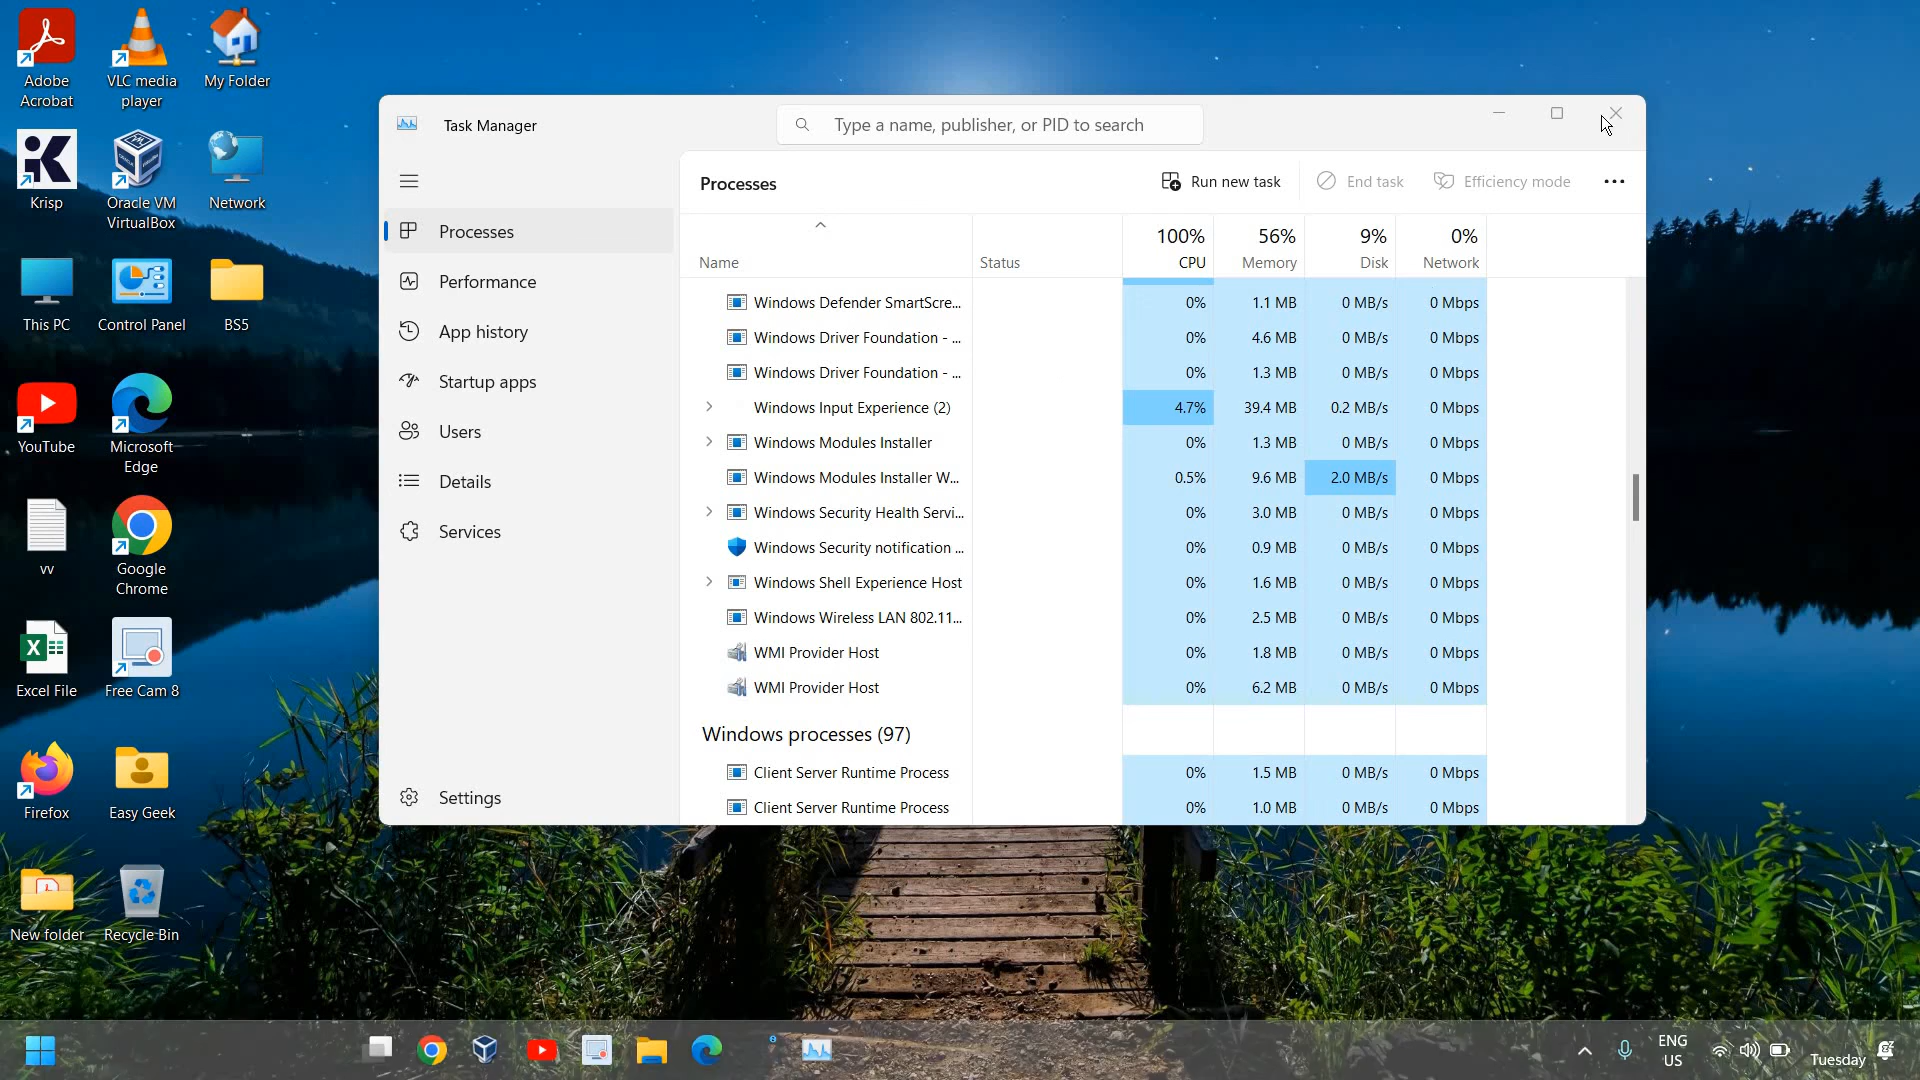 Adobe
Acrobat
VLC media
player
My Folder
Krisp
Oracle VM
VirtualBox
Network
This PC
Control Panel
BS5
YouTube
Microsoft
Edge
vv
Google
Chrome
Excel File
Free Cam 8
Firefox
Easy Geek
New folder
Recycle Bin
Task Manager
Type a name, publisher, or PID to search
Processes
Performance
App history
Startup apps
Users
Details
Services
Settings
Processes
Run new task
End task
Efficiency mode
100% 56% 9% 0%
Name Status CPU Memory Disk Network
Windows Defender SmartScre... 0% 1.1 MB 0 MB/s 0 Mbps
Windows Driver Foundation - ... 0% 4.6 MB 0 MB/s 0 Mbps
Windows Driver Foundation - ... 0% 1.3 MB 0 MB/s 0 Mbps
Windows Input Experience (2) 4.7% 39.4 MB 0.2 MB/s 0 Mbps
Windows Modules Installer 0% 1.3 MB 0 MB/s 0 Mbps
Windows Modules Installer W... 0.5% 9.6 MB 2.0 MB/s 0 Mbps
Windows Security Health Servi... 0% 3.0 MB 0 MB/s 0 Mbps
Windows Security notification ... 0% 0.9 MB 0 MB/s 0 Mbps
Windows Shell Experience Host 0% 1.6 MB 0 MB/s 0 Mbps
Windows Wireless LAN 802.11... 0% 2.5 MB 0 MB/s 0 Mbps
WMI Provider Host 0% 1.8 MB 0 MB/s 0 Mbps
WMI Provider Host 0% 6.2 MB 0 MB/s 0 Mbps
Windows processes (97)
Client Server Runtime Process 0% 1.5 MB 0 MB/s 0 Mbps
Client Server Runtime Process 0% 1.0 MB 0 MB/s 0 Mbps
ENG
US
Tuesday